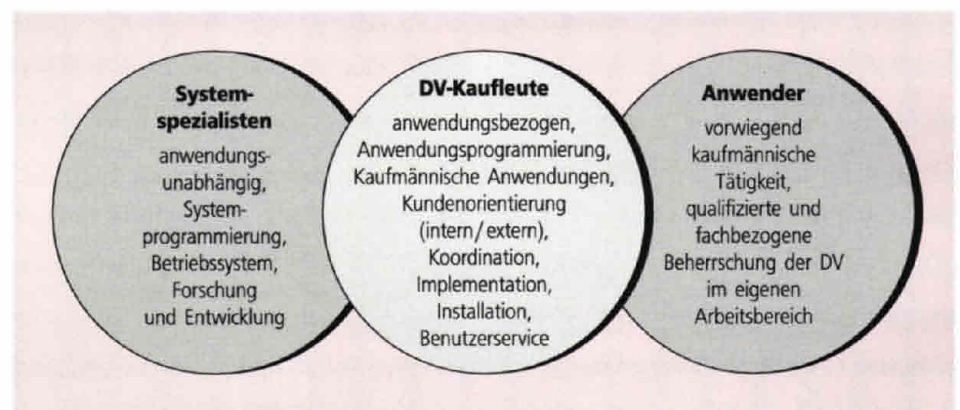 System-
spezialisten
anwendungs-
unabhängig,
System-
programmierung,
Betriebssystem,
Forschung
und Entwicklung
DV-Kaufleute
anwendungsbezogen,
Anwendungsprogrammierung,
Kaufmännische Anwendungen,
Kundenorientierung
(intern/extern),
Koordination,
Implementation,
Installation,
Benutzerservice
Anwender
vorwiegend
kaufmännische
Tätigkeit,
qualifizierte und
fachbezogene
Beherrschung der DV
im eigenen
Arbeitsbereich